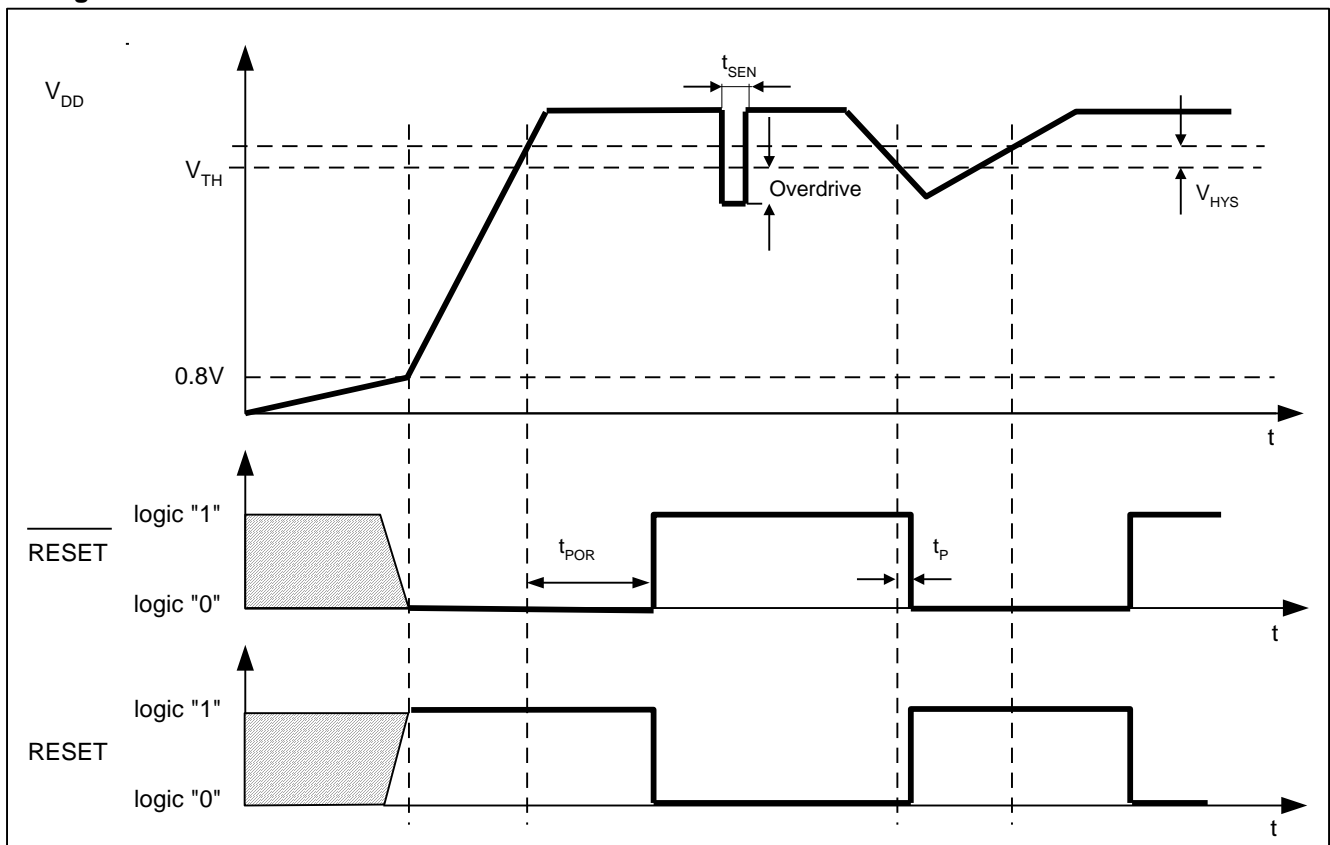 t_SEN
V_DD
V_TH
Overdrive
V_HYS
0.8V
t
logic "1"
RESET
t_POR
t_P
logic "0"
t
logic "1"
RESET
logic "0"
t